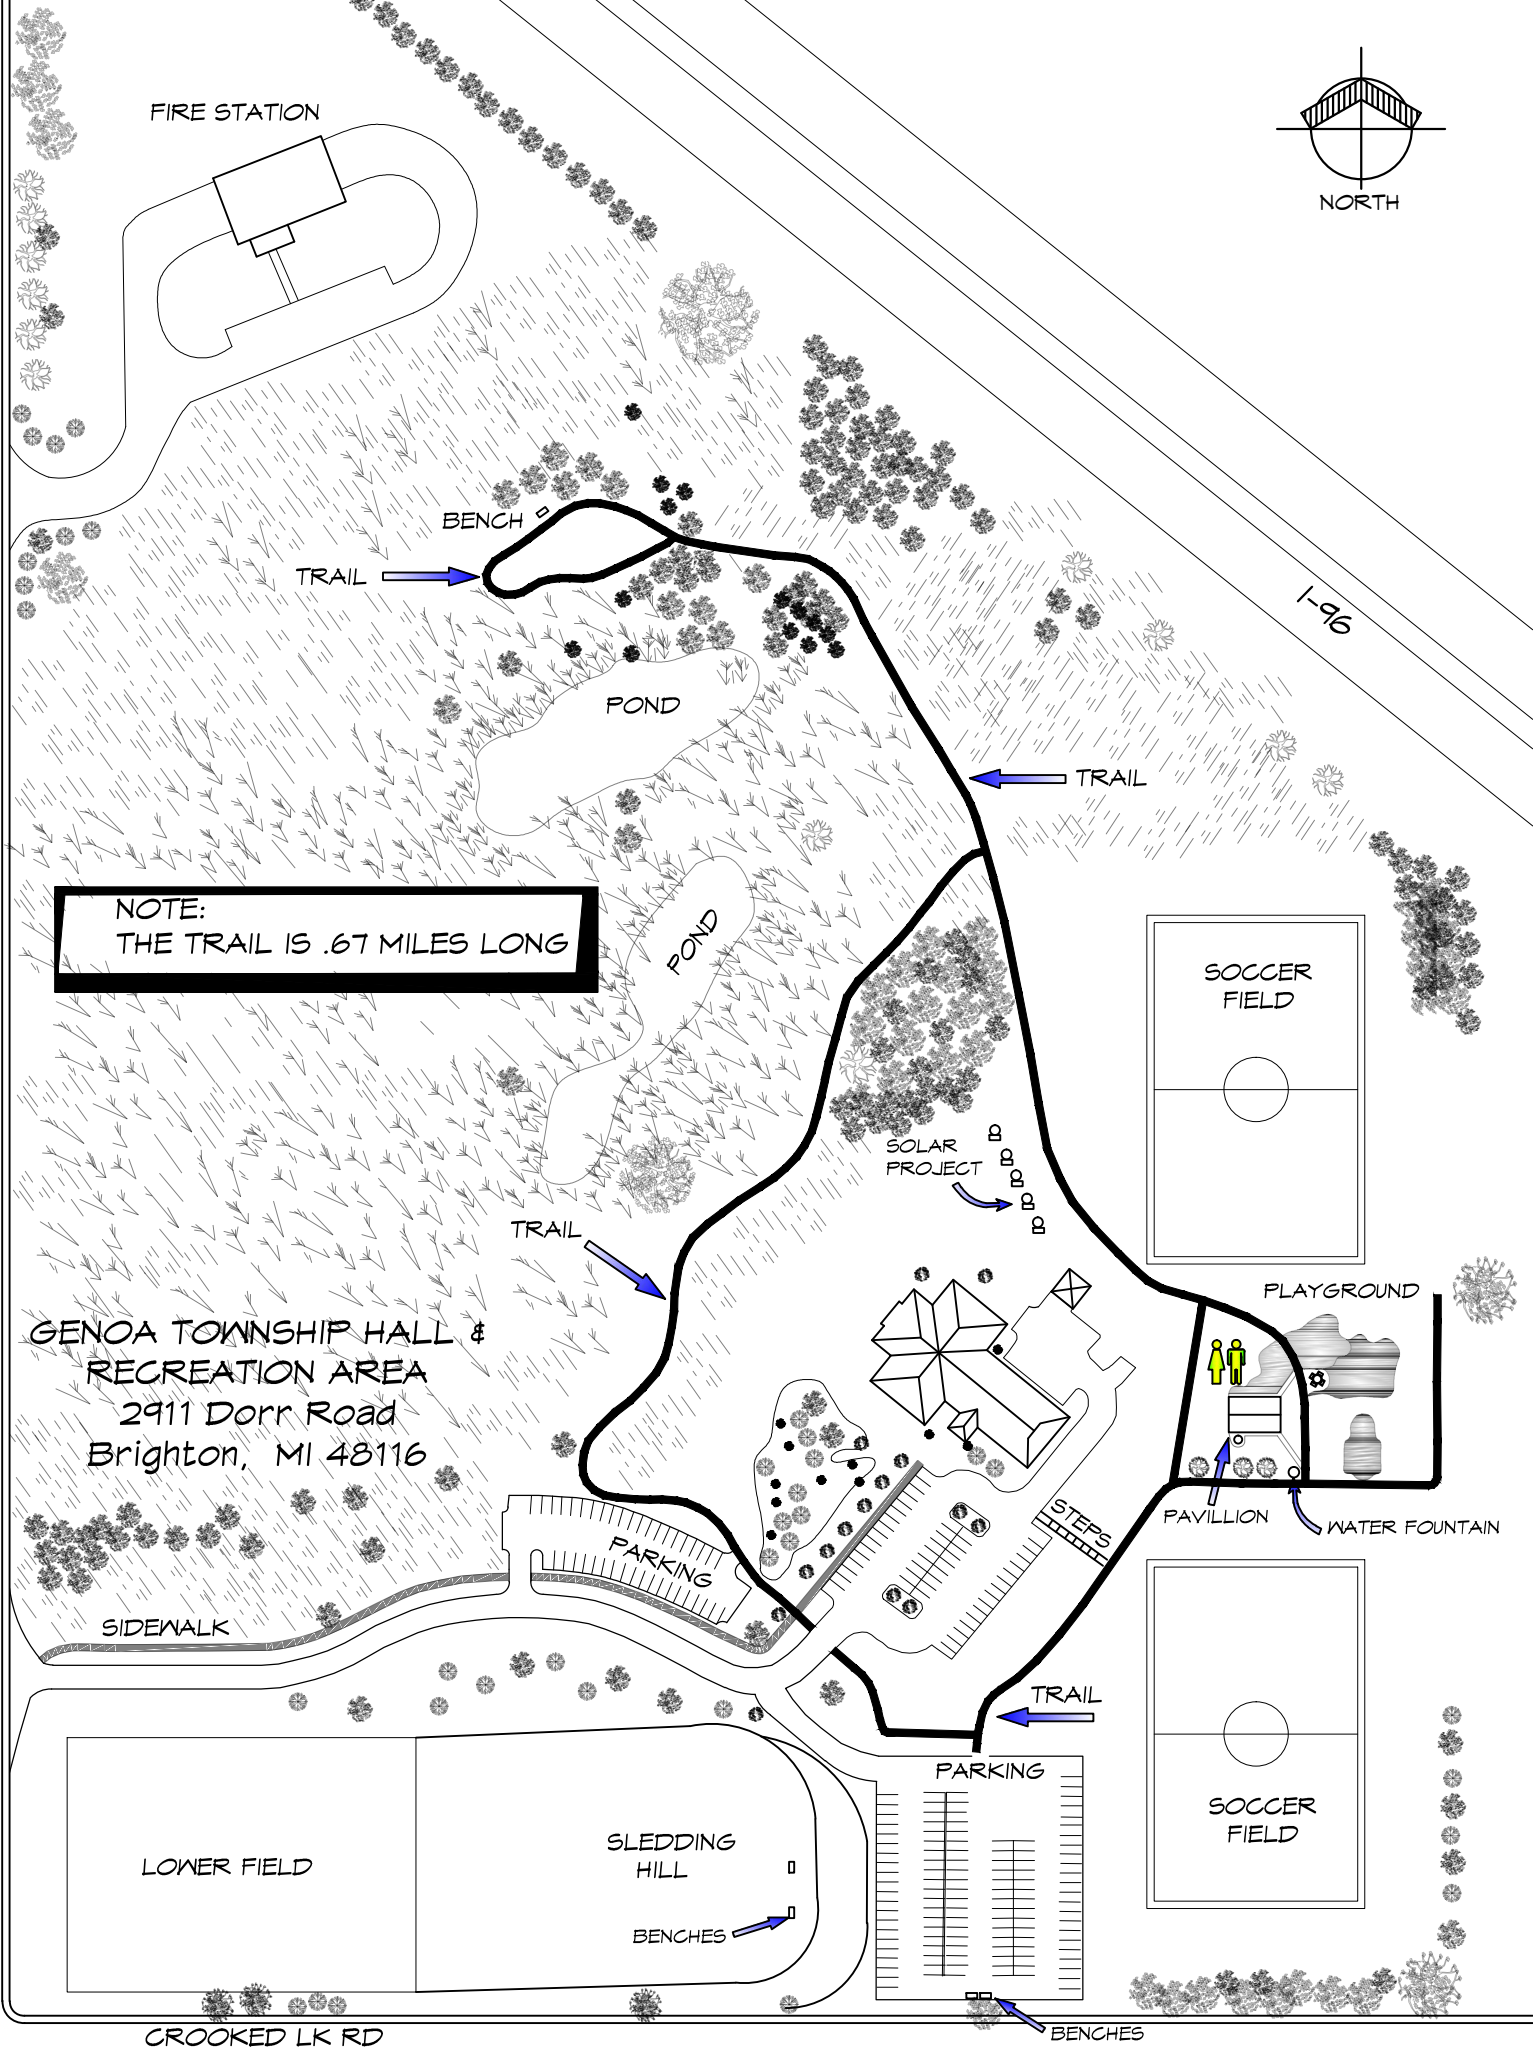 FIRE STATION
NORTH
BENCH
TRAIL
I-96
POND
TRAIL
NOTE:
THE TRAIL IS .67 MILES LONG
POND
SOCCER
FIELD
SOLAR
PROJECT
TRAIL
PLAYGROUND
GENOA TOWNSHIP HALL &
RECREATION AREA
2911 Dorr Road
Brighton, MI 48116
STEPS
PAVILLION
WATER FOUNTAIN
PARKING
SIDEWALK
TRAIL
PARKING
SOCCER
FIELD
SLEDDING
HILL
LOWER FIELD
BENCHES
BENCHES
CROOKED LK RD